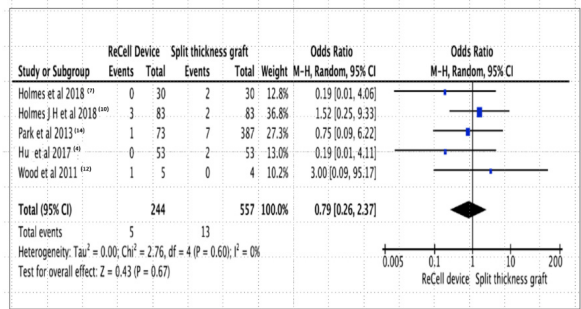 ReCell Device Split thickness graft Odds Ratio Odds Ratio
Study or Subgroup Events Total Events Total Weight M-H, Random, 95% CI M-H, Random, 95% CI
Holmes et al 2018 (7) 0 30 2 30 12.8% 0.19 [0.01, 4.06]
Holmes J H et al 2018(10) 3 83 2 83 36.8% 1.52 [0.25, 9.33]
Park et al 2013 (14) 1 73 7 387 27.3% 0.75 [0.09, 6.22]
Hu et al 2017 (4) 0 53 2 53 13.0% 0.19 [0.01, 4.11]
Wood et al 2011 (12) 1 5 0 4 10.2% 3.00 [0.09, 95.17]
Total (95% CI) 244 557 100.0% 0.79 [0.26, 2.37]
Total events 5 13
Heterogeneity: Tau² = 0.00; Chi² = 2.76, df = 4 (P = 0.60); I² = 0%
Test for overall effect: Z = 0.43 (P = 0.67)
0.005 0.1 1 10 200
ReCell device Split thickness graft